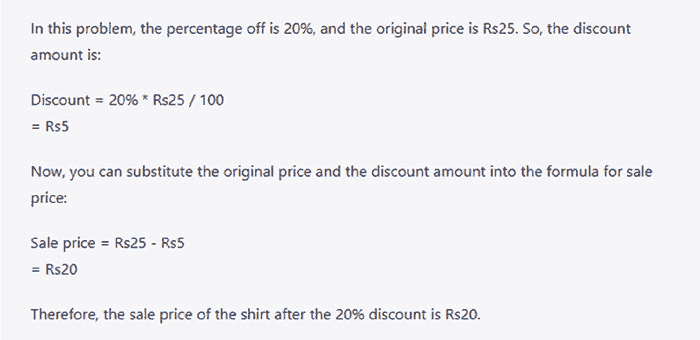 In this problem, the percentage off is 20%, and the original price is Rs25. So, the discount
amount is:
Discount = 20% * Rs25 / 100
= Rs5
Now, you can substitute the original price and the discount amount into the formula for sale
price:
Sale price = Rs25 - Rs5
= Rs20
Therefore, the sale price of the shirt after the 20% discount is Rs20.